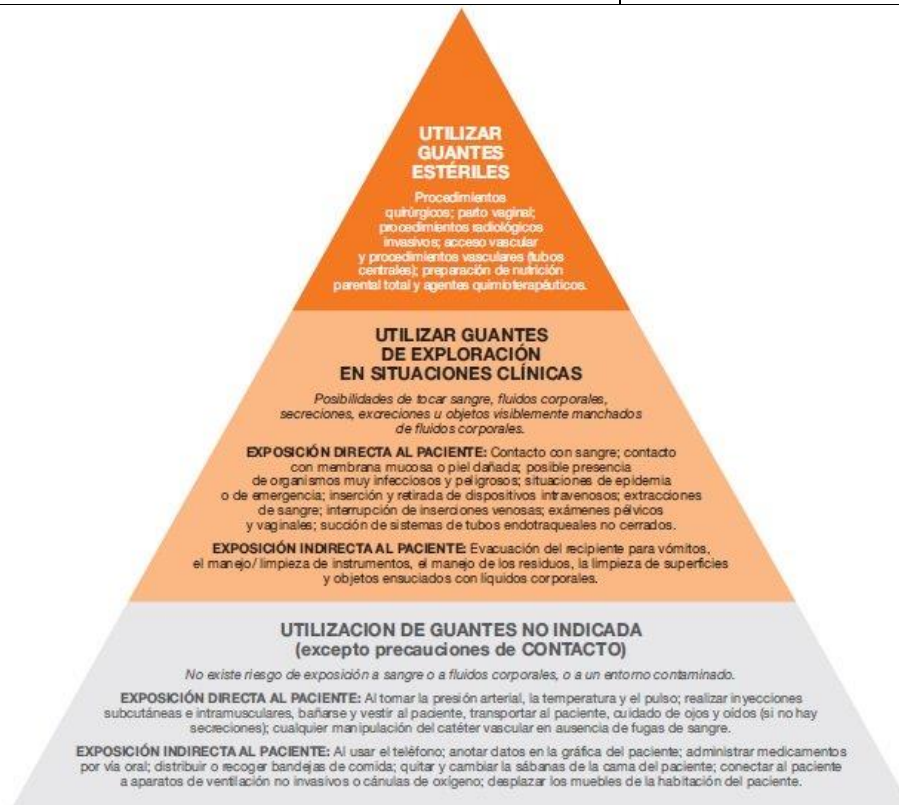 UTILIZAR
GUANTES
ESTÉRILES
Procedimientos
quirúrgicos; parto vaginal;
procedimientos radiológicos
invasivos; acceso vascular
y procedimientos vasculares (tubos
centrales); preparación de nutrición
parental total y agentes quimioterapéuticos.
UTILIZAR GUANTES
DE EXPLORACIÓN
EN SITUACIONES CLÍNICAS
Posibilidades de tocar sangre, fluidos corporales,
secreciones, excreciones u objetos visiblemente manchados
de fluidos corporales.
EXPOSICIÓN DIRECTA AL PACIENTE: Contacto con sangre; contacto
con membrana mucosa o piel dañada; posible presencia
de organismos muy infecciosos y peligrosos; situaciones de epidemia
o de emergencia; inserción y retirada de dispositivos intravenosos; extracciones
de sangre; interrupción de inserciones venosas; exámenes pélvicos
y vaginales; succión de sistemas de tubos endotraqueales no cerrados.
EXPOSICIÓN INDIRECTA AL PACIENTE: Evacuación del recipiente para vómitos,
el manejo/limpieza de instrumentos, el manejo de los residuos, la limpieza de superficies
y objetos ensuciados con líquidos corporales.
UTILIZACION DE GUANTES NO INDICADA
(excepto precauciones de CONTACTO)
No existe riesgo de exposición a sangre o a fluidos corporales, o a un entorno contaminado.
EXPOSICIÓN DIRECTA AL PACIENTE: Al tomar la presión arterial, la temperatura y el pulso; realizar inyecciones
subcutáneas e intramusculares, bañarse y vestir al paciente, transportar al paciente, cuidado de ojos y oídos (si no hay
secreciones); cualquier manipulación del catéter vascular en ausencia de fugas de sangre.
EXPOSICIÓN INDIRECTA AL PACIENTE: Al usar el teléfono; anotar datos en la gráfica del paciente; administrar medicamentos
por vía oral; distribuir o recoger bandejas de comida; quitar y cambiar la sábanas de la cama del paciente; conectar al paciente
a aparatos de ventilación no invasivos o cánulas de oxígeno; desplazar los muebles de la habitación del paciente.